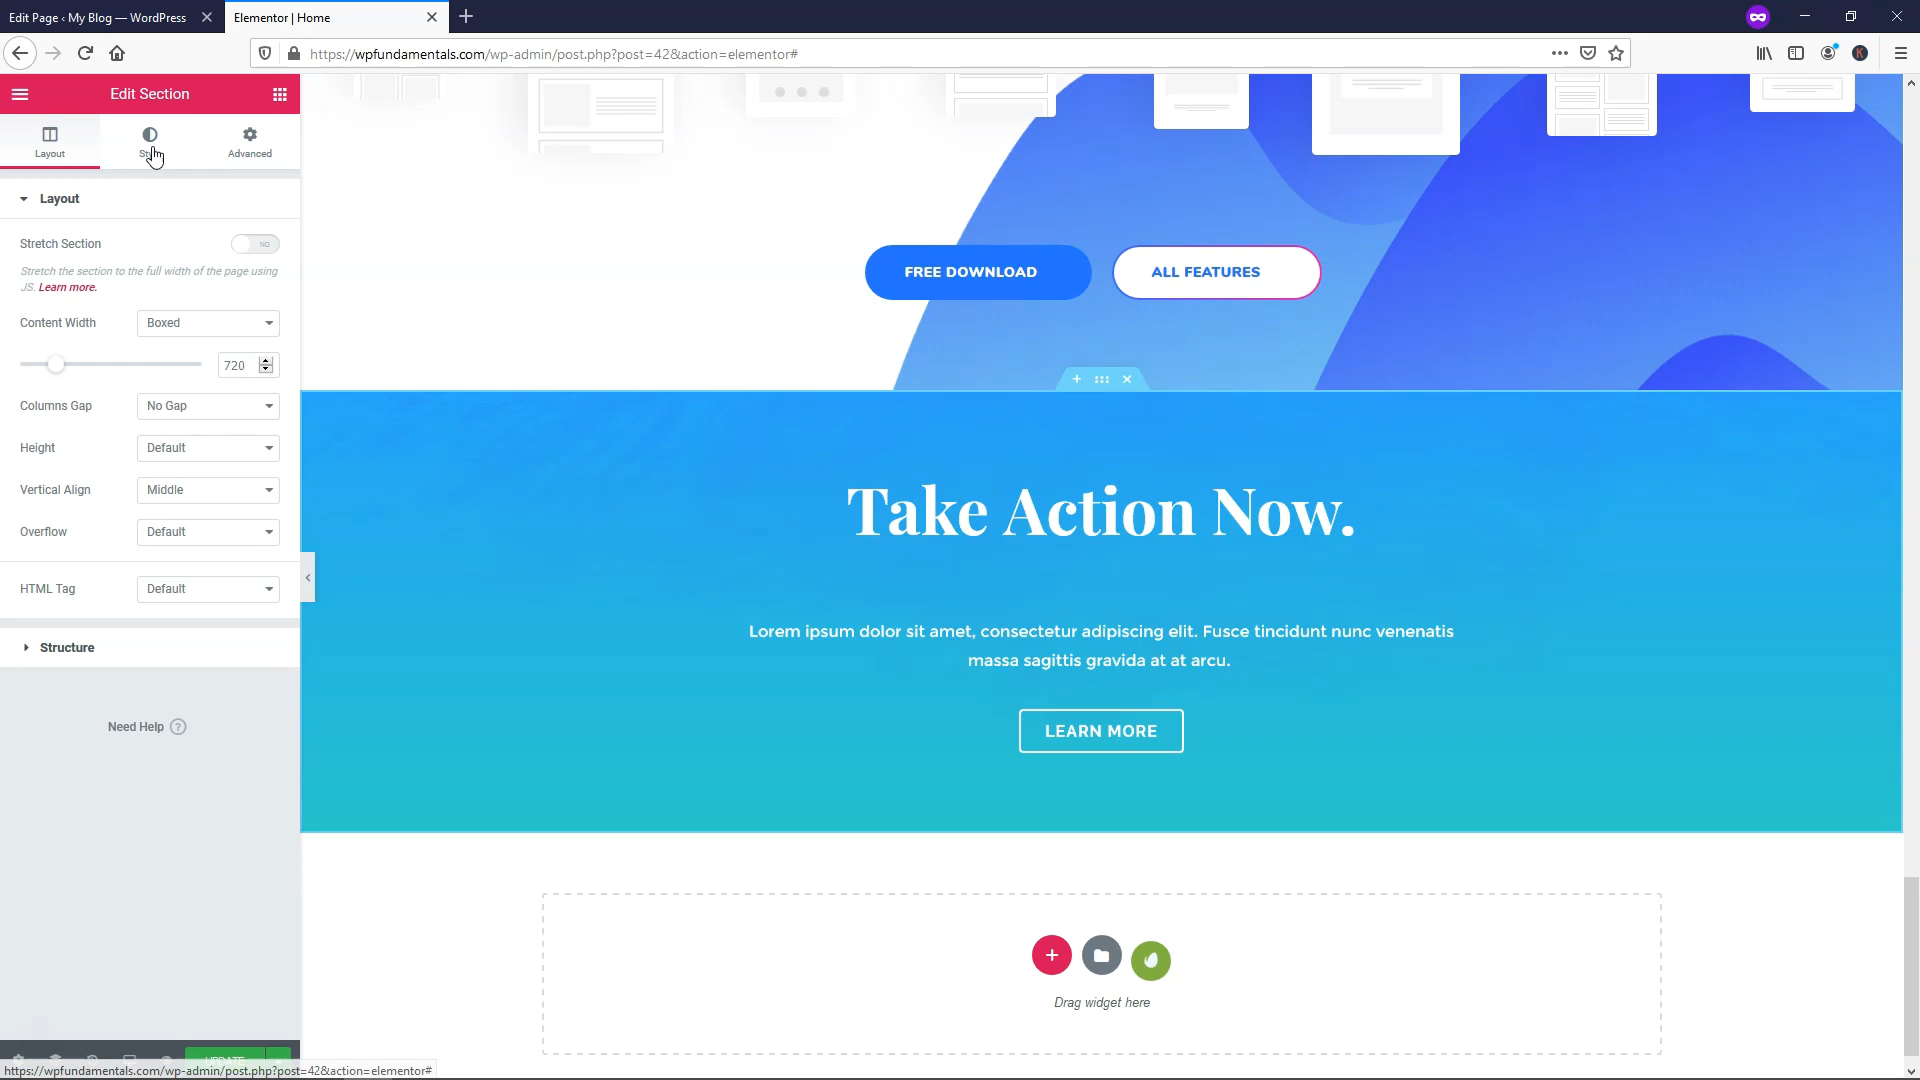 Edit Page ‹ My Blog — WordPress
Elementor | Home
https://wpfundamentals.com/wp-admin/post.php?post=42&action=elementor#
K
Edit Section
Layout
Advanced
Layout
Stretch Section
NO
Stretch the section to the full width of the page using
JS. Learn more.
Content Width
Boxed
720
Columns Gap
No Gap
Height
Default
Vertical Align
Middle
Overflow
Default
HTML Tag
Default
Structure
Need Help
FREE DOWNLOAD
ALL FEATURES
Take Action Now.
Lorem ipsum dolor sit amet, consectetur adipiscing elit. Fusce tincidunt nunc venenatis
massa sagittis gravida at at arcu.
LEARN MORE
Drag widget here
UPDATE
https://wpfundamentals.com/wp-admin/post.php?post=42&action=elementor#